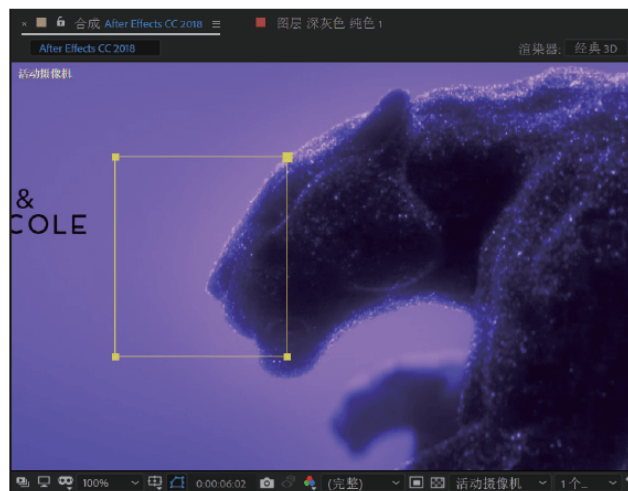 合成 After Effects CC 2018 图层 深灰色 纯色 1
After Effects CC 2018 渲染器: 经典 3D
活动摄像机
&
COLE
100% 0:00:06:02 (完整) 活动摄像机 1个_